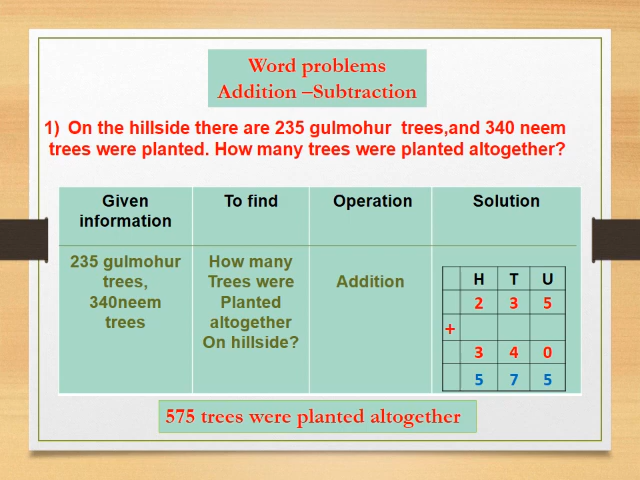 Word problems
Addition –Subtraction
1) On the hillside there are 235 gulmohur trees,and 340 neem
trees were planted. How many trees were planted altogether?
Given information
To find
Operation
Solution
235 gulmohur
trees,
340neem
trees
How many
Trees were
Planted
altogether
On hillside?
Addition
H T U
2 3 5
+
3 4 0
5 7 5
575 trees were planted altogether